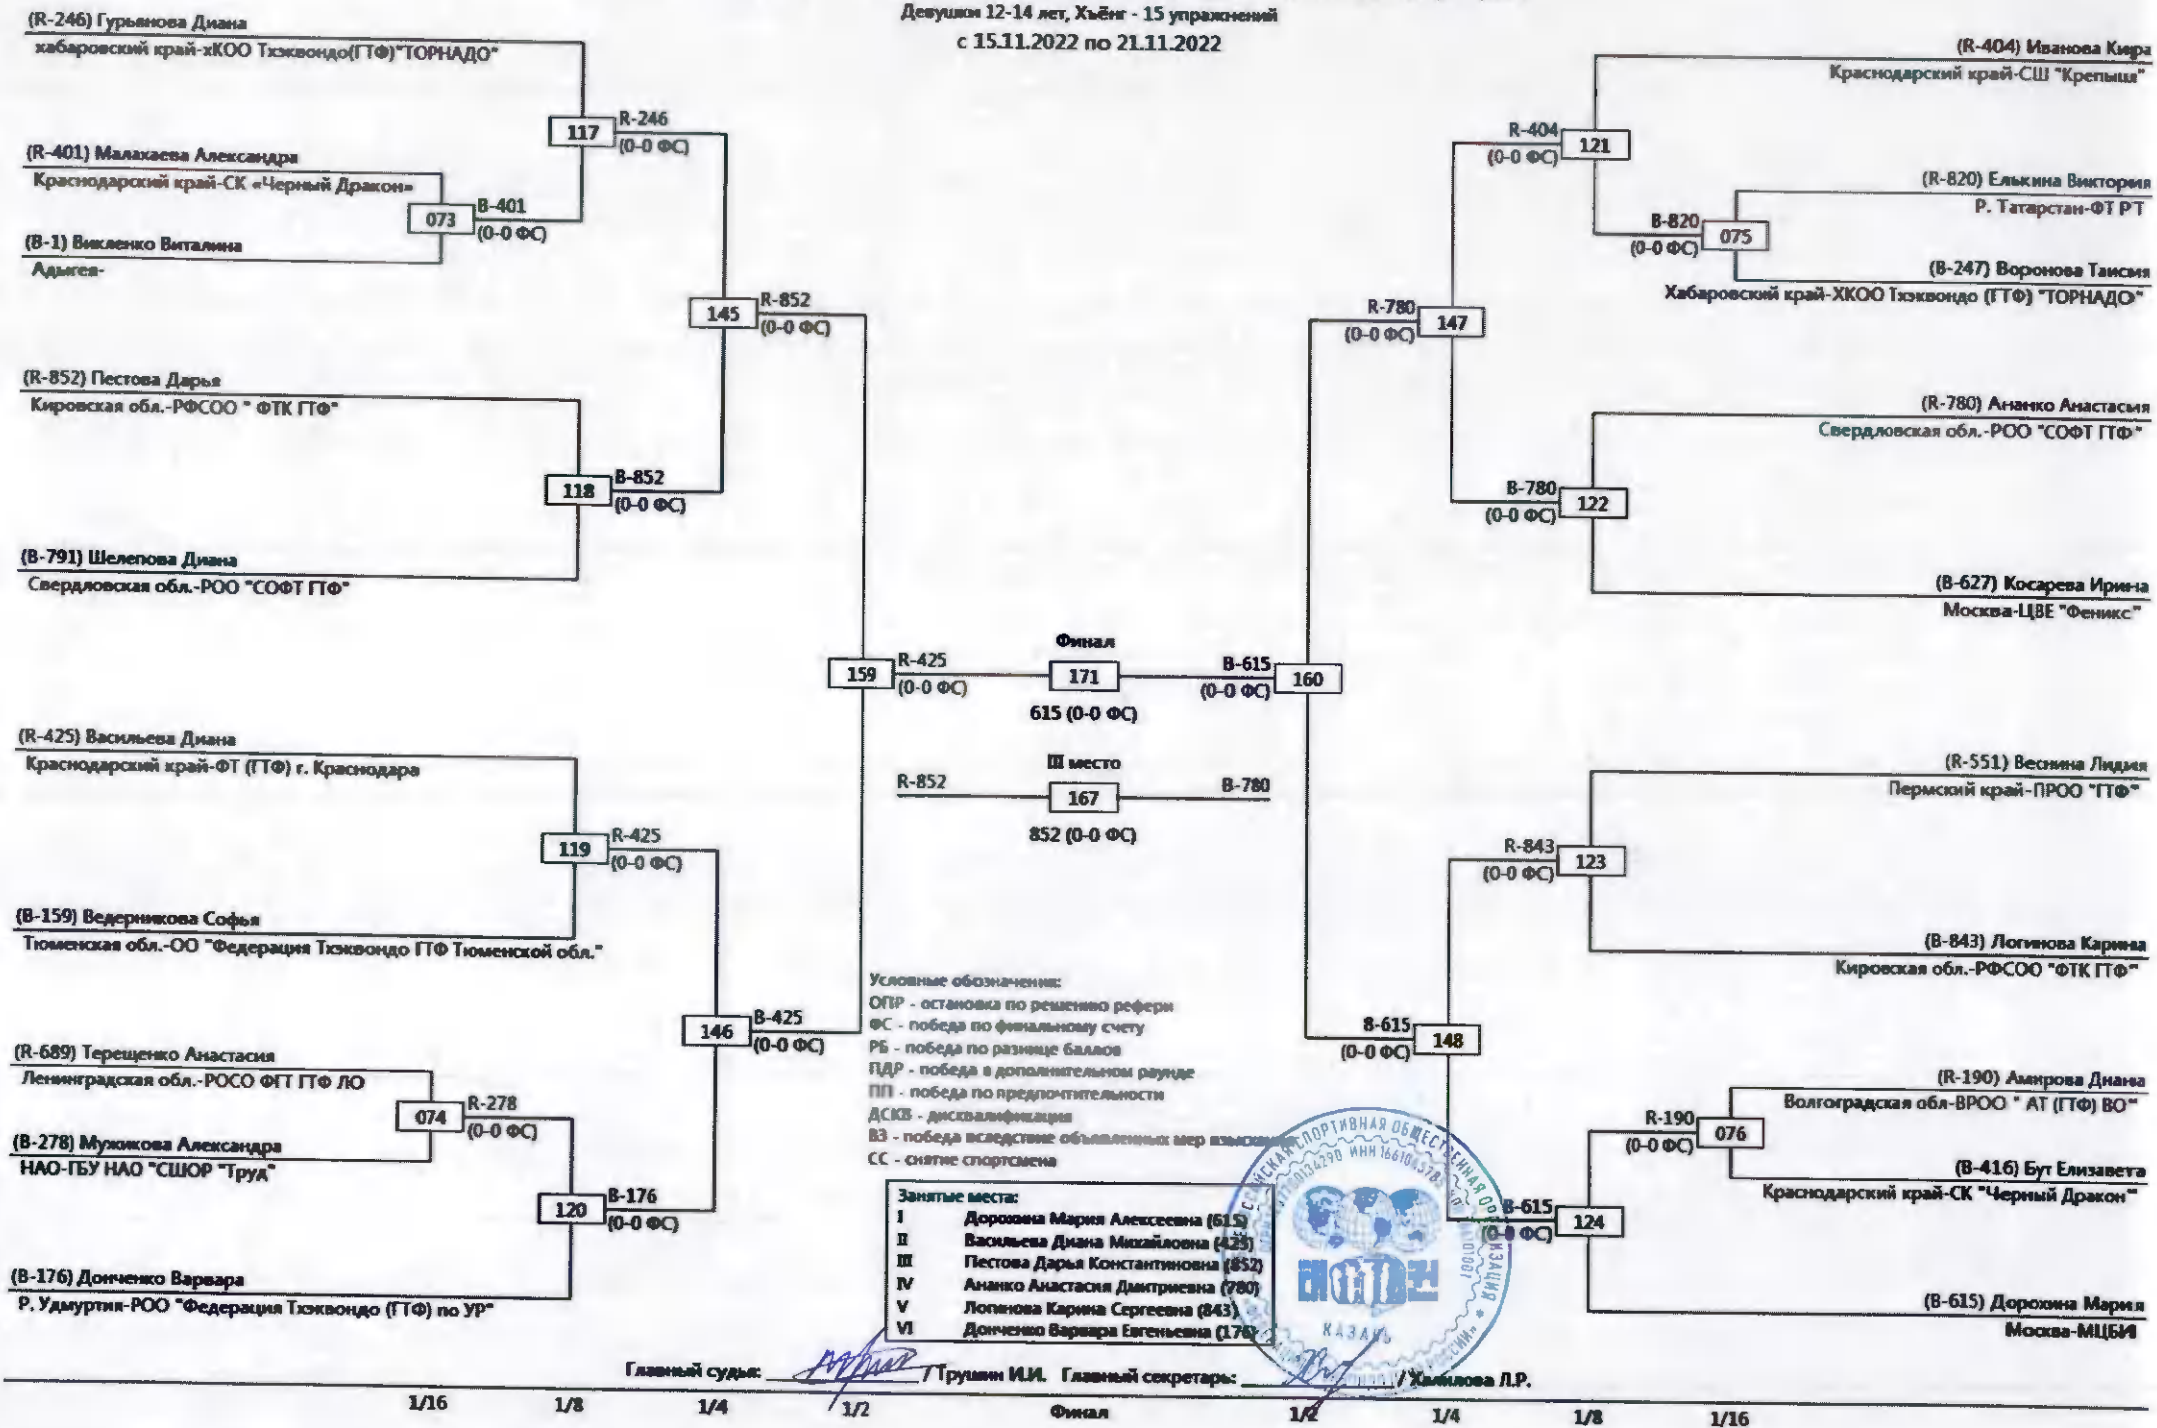 Девушки 12-14 лет, Хъёнг - 15 упражнений
с 15.11.2022 по 21.11.2022
(R-246) Гурьянова Диана
хабаровский край-хКОО Тхэквондо(ГТФ)"ТОРНАДО"
117
R-246
(0-0 ФС)
(R-401) Малахаева Александра
Краснодарский край-СК «Черный Дракон»
073
B-401
(0-0 ФС)
(B-1) Викленко Виталина
Адыгея-
145
R-852
(0-0 ФС)
(R-852) Пестова Дарья
Кировская обл.-РФСОО " ФТК ГТФ"
118
B-852
(0-0 ФС)
(B-791) Шелепова Диана
Свердловская обл.-РОО "СОФТ ГТФ"
159
R-425
(0-0 ФС)
(R-425) Васильева Диана
Краснодарский край-ФТ (ГТФ) г. Краснодара
119
R-425
(0-0 ФС)
(B-159) Ведерникова Софья
Тюменская обл.-ОО "Федерация Тхэквондо ГТФ Тюменской обл."
146
B-425
(0-0 ФС)
(R-689) Терещенко Анастасия
Ленинградская обл.-РОСО ФГТ ГТФ ЛО
074
R-278
(0-0 ФС)
(B-278) Мужикова Александра
НАО-ГБУ НАО "СШОР "Труд"
120
B-176
(0-0 ФС)
(B-176) Донченко Варвара
Р. Удмуртия-РОО "Федерация Тхэквондо (ГТФ) по УР"
Финал
171
615 (0-0 ФС)
III место
R-852
167
B-780
852 (0-0 ФС)
(R-404) Иванова Кира
Краснодарский край-СШ "Крепыш"
R-404
(0-0 ФС)
121
(R-820) Елькина Виктория
Р. Татарстан-ФТ РТ
B-820
(0-0 ФС)
075
(B-247) Воронова Таисия
Хабаровский край-ХКОО Тхэквондо (ГТФ) "ТОРНАДО"
R-780
(0-0 ФС)
147
(R-780) Ананко Анастасия
Свердловская обл.-РОО "СОФТ ГТФ"
B-780
(0-0 ФС)
122
(B-627) Косарева Ирина
Москва-ЦВЕ "Феникс"
B-615
(0-0 ФС)
160
(R-551) Веснина Лидия
Пермский край-ПРОО "ГТФ"
R-843
(0-0 ФС)
123
(B-843) Логинова Карина
Кировская обл.-РФСОО "ФТК ГТФ"
B-615
(0-0 ФС)
148
(R-190) Амирова Диана
Волгоградская обл-ВРОО " АТ (ГТФ) ВО"
R-190
(0-0 ФС)
076
(B-416) Бут Елизавета
Краснодарский край-СК "Черный Дракон"
B-615
(0-0 ФС)
124
(B-615) Дорохина Мария
Москва-МЦБИ
Условные обозначения:
ОПР - остановка по решению рефери
ФС - победа по финальному счету
РБ - победа по разнице баллов
ПДР - победа в дополнительном раунде
ПП - победа по предпочтительности
ДСКВ - дисквалификация
ВЗ - победа вследствие объявленных мер взыскания
СС - снятие спортсмена
Занятые места:
I Дорохина Мария Алексеевна (615)
II Васильева Диана Михайловна (425)
III Пестова Дарья Константиновна (852)
IV Ананко Анастасия Дмитриевна (780)
V Логинова Карина Сергеевна (843)
VI Донченко Варвара Евгеньевна (176)
КАЗАНЬ
Главный судья: / Трушин И.И. Главный секретарь: / Халилова Л.Р.
1/16 1/8 1/4 1/2 Финал 1/2 1/4 1/8 1/16